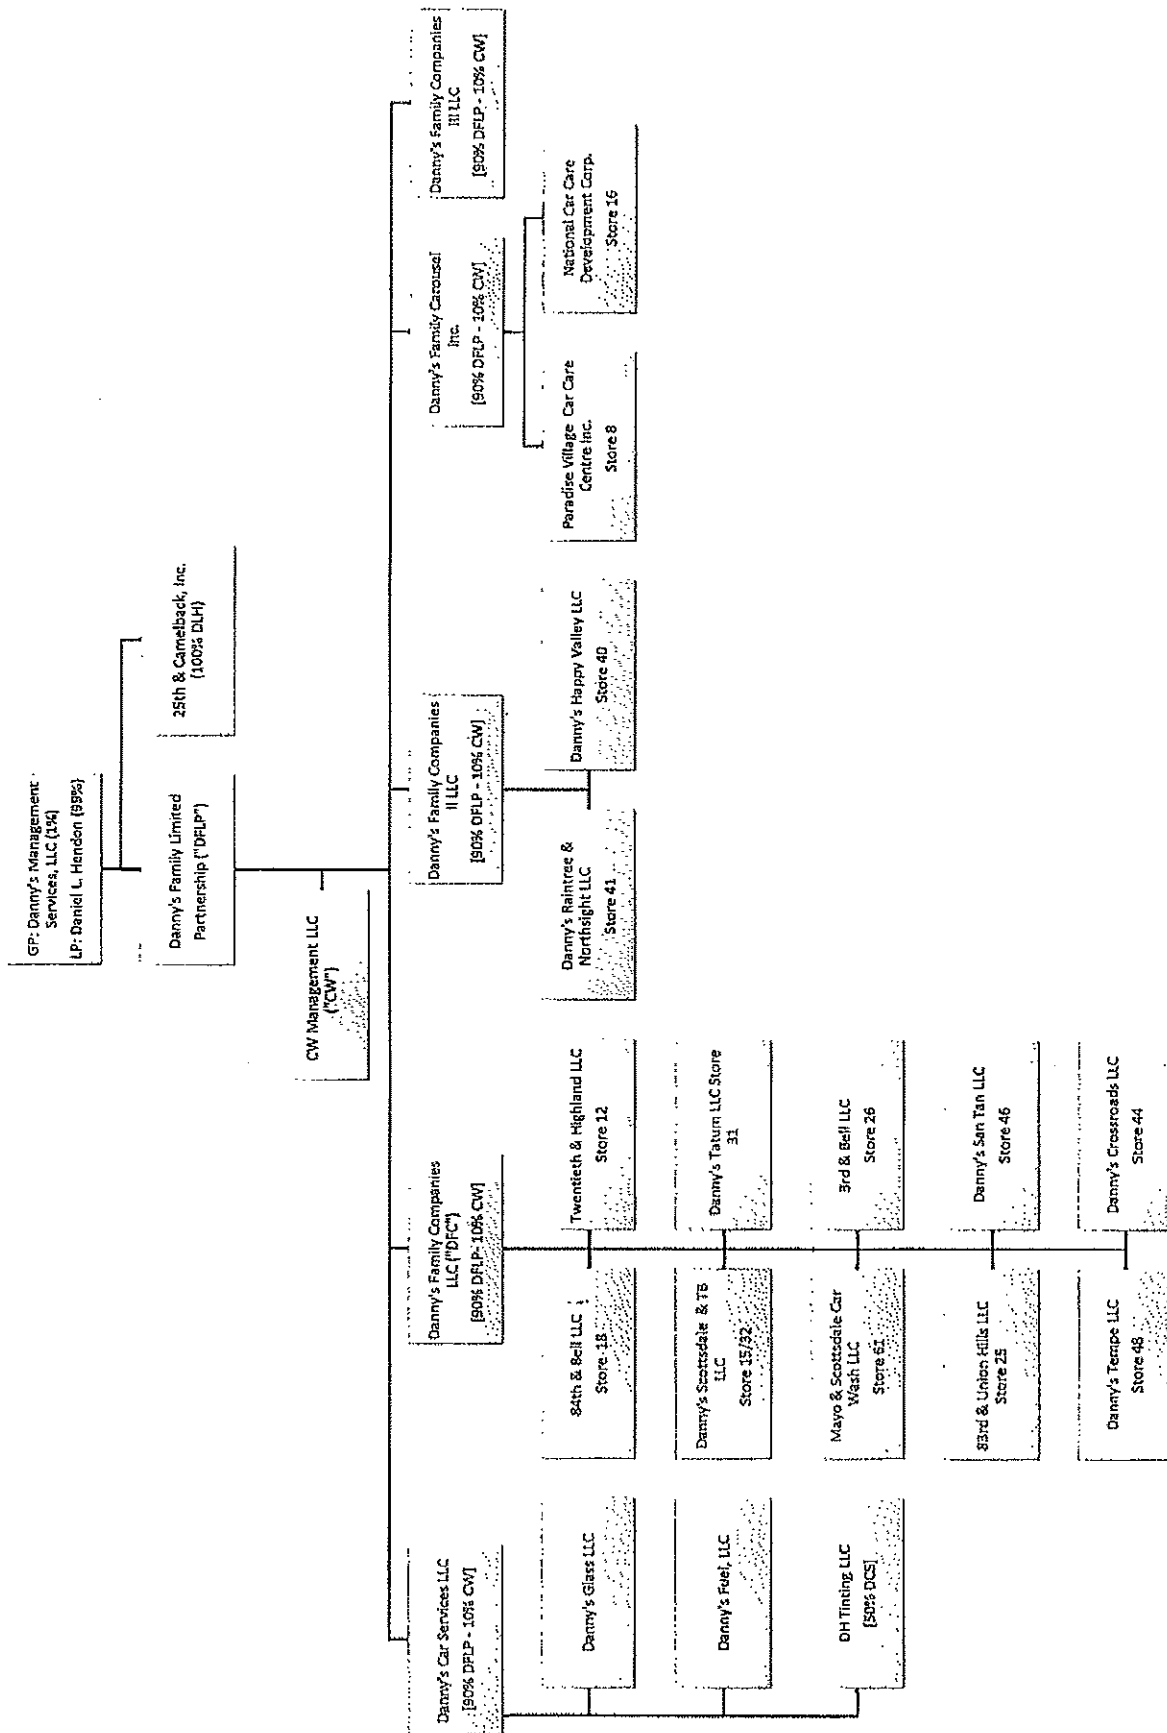 GP: Danny's Management
Services, LLC (1%)
LP: Daniel L. Hendon (99%)
Danny's Family Limited
Partnership ("DFLP")
25th & Camelback, Inc.
(100% DLH)
CW Management LLC
("CW")
Danny's Car Services LLC
[90% DFLP - 10% CW]
Danny's Family Companies
LLC ("DFC")
[90% DFLP- 10% CW]
Danny's Family Companies
II LLC
[90% DFLP - 10% CW]
Danny's Family Carousel
Inc.
[90% DFLP - 10% CW]
Danny's Family Companies
III LLC
[90% DFLP - 10% CW]
Danny's Glass LLC
Danny's Fuel, LLC
DH Tinting LLC
[50% DCS]
84th & Bell LLC
Store 18
Twentieth & Highland LLC
Store 12
Danny's Scottsdale & TB
LLC
Store 15/32
Danny's Tatum LLC Store
31
Mayo & Scottsdale Car
Wash LLC
Store 61
3rd & Bell LLC
Store 26
83rd & Union Hills LLC
Store 25
Danny's San Tan LLC
Store 46
Danny's Tempe LLC
Store 48
Danny's Crossroads LLC
Store 44
Danny's Raintree &
Northsight LLC
Store 41
Danny's Happy Valley LLC
Store 40
Paradise Village Car Care
Centre Inc.
Store 8
National Car Care
Development Corp.
Store 16